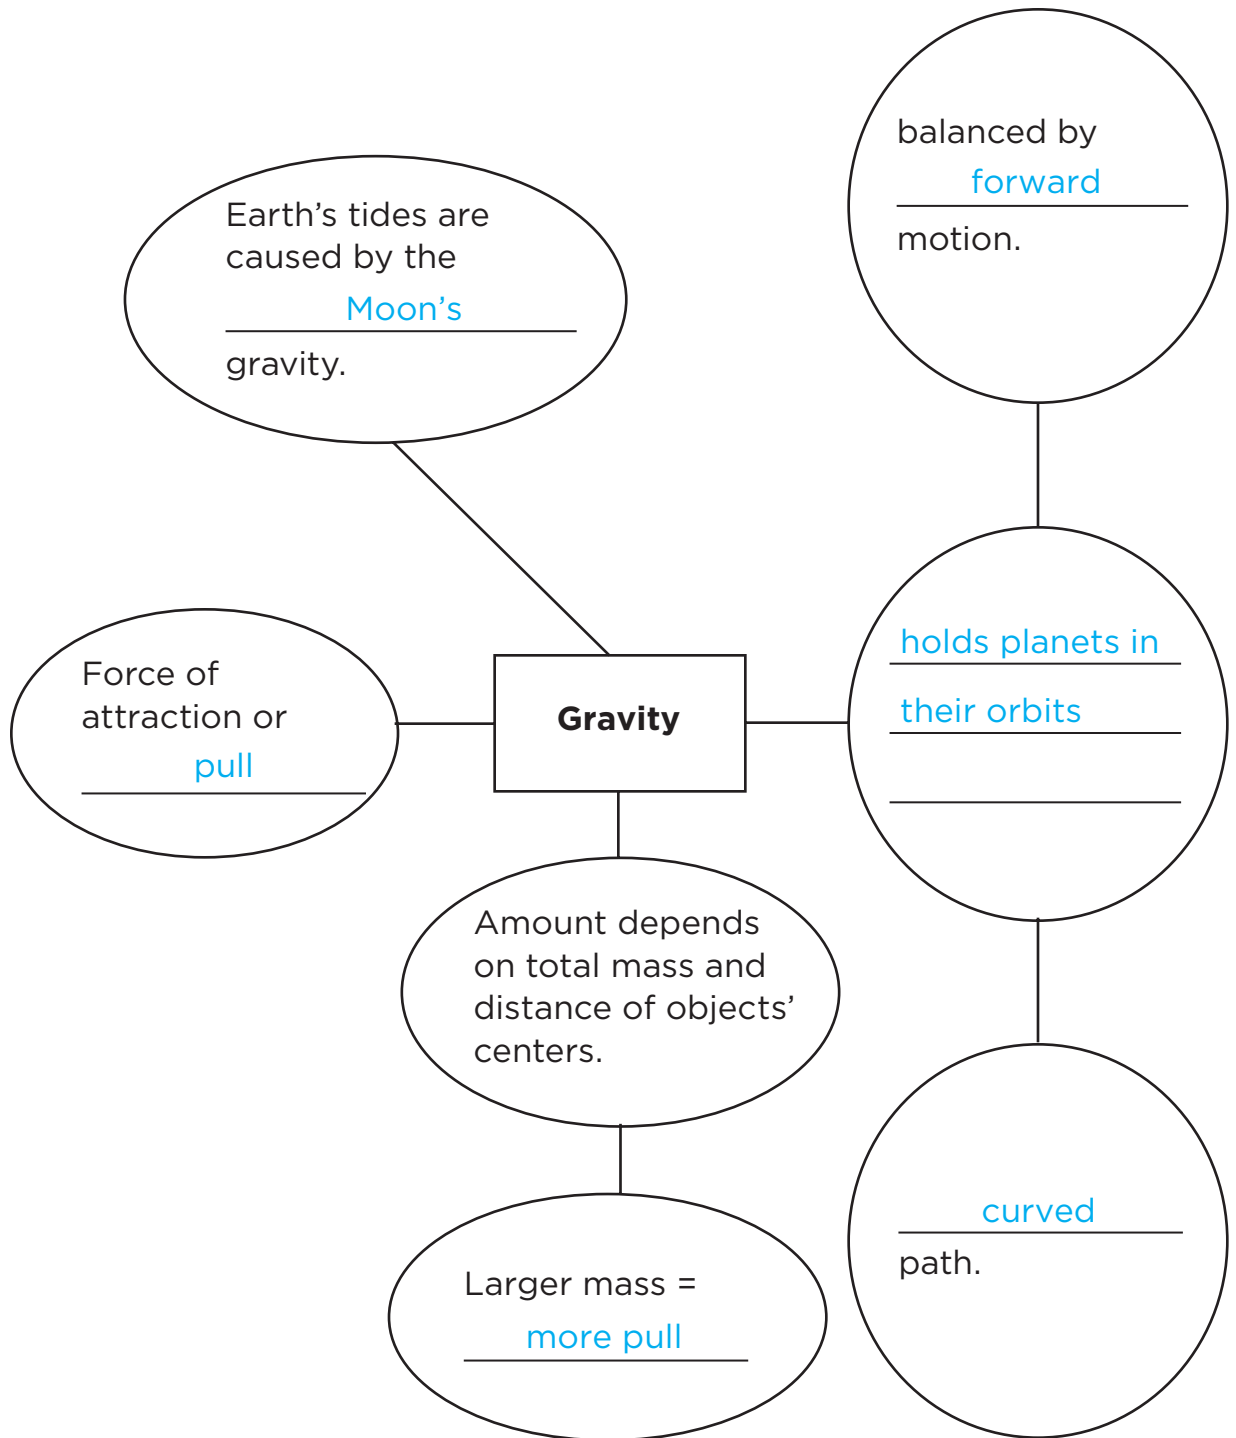 balanced by
forward
motion.
Earth’s tides are
caused by the
Moon’s
gravity.
holds planets in
their orbits
Force of
attraction or
pull
Gravity
Amount depends
on total mass and
distance of objects’
centers.
curved
path.
Larger mass =
more pull